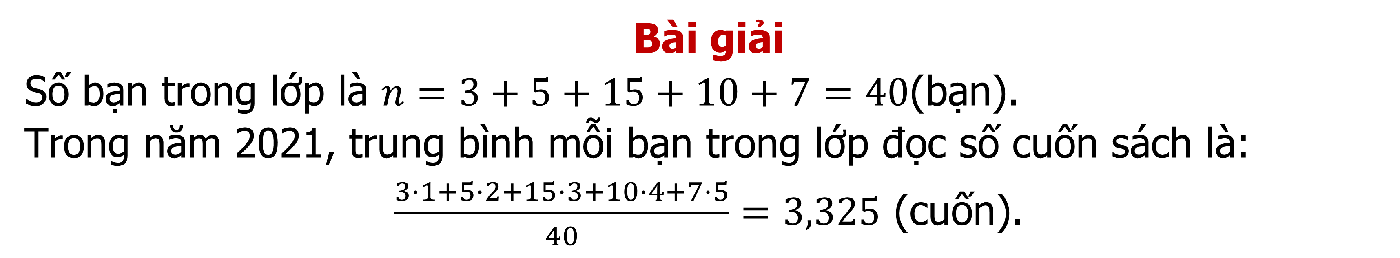 Bài giải
Số bạn trong lớp là n = 3 + 5 + 15 + 10 + 7 = 40(bạn).
Trong năm 2021, trung bình mỗi bạn trong lớp đọc số cuốn sách là:
3·1+5·2+15·3+10·4+7·5
40
= 3,325 (cuốn).